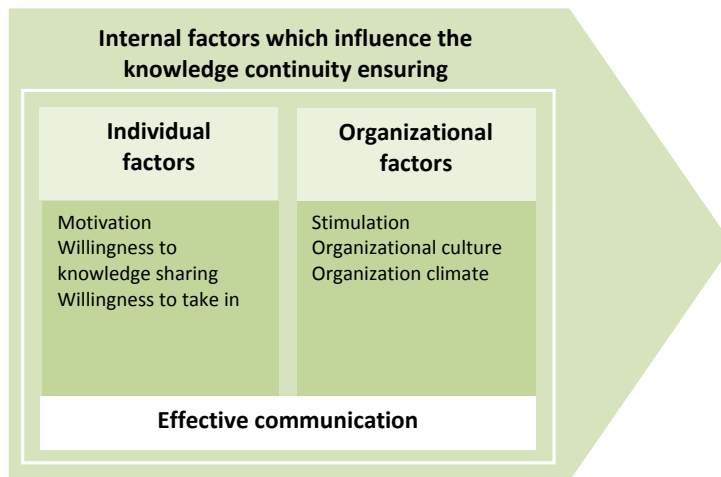 Internal factors which influence the
knowledge continuity ensuring
Individual
factors
Motivation
Willingness to
knowledge sharing
Willingness to take in
Organizational
factors
Stimulation
Organizational culture
Organization climate
Effective communication